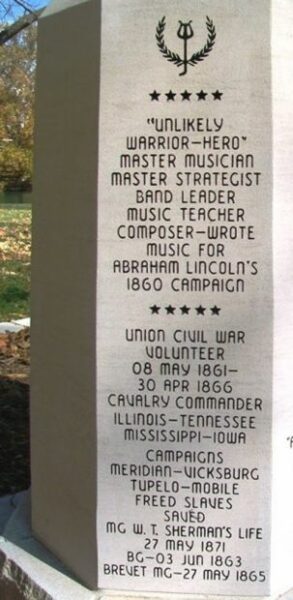 ★★★★★
"UNLIKELY
WARRIOR-HERO"
MASTER MUSICIAN
MASTER STRATEGIST
BAND LEADER
MUSIC TEACHER
COMPOSER-WROTE
MUSIC FOR
ABRAHAM LINCOLN'S
1860 CAMPAIGN
★★★★★
UNION CIVIL WAR
VOLUNTEER
08 MAY 1861-
30 APR 1866
CAVALRY COMMANDER
ILLINOIS-TENNESSEE
MISSISSIPPI-IOWA
CAMPAIGNS
MERIDIAN-VICKSBURG
TUPELO-MOBILE
FREED SLAVES
SAVED
MG W. T. SHERMAN'S LIFE
27 MAY 1871
BG-03 JUN 1863
BREVET MG-27 MAY 1865